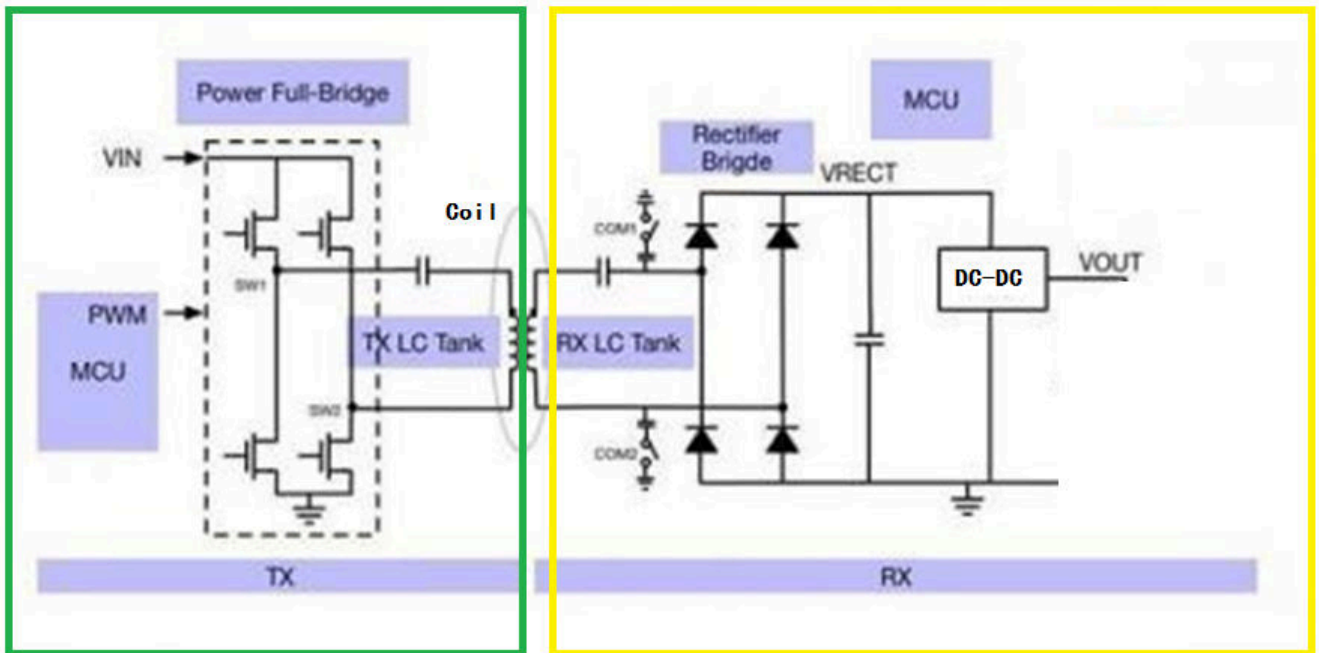 Power Full-Bridge
MCU
Rectifier
Brigde
VIN
VRECT
Coil
COM1
DC-DC
VOUT
SW1
PWM
MCU
TX LC Tank
RX LC Tank
SW2
COM2
TX
RX